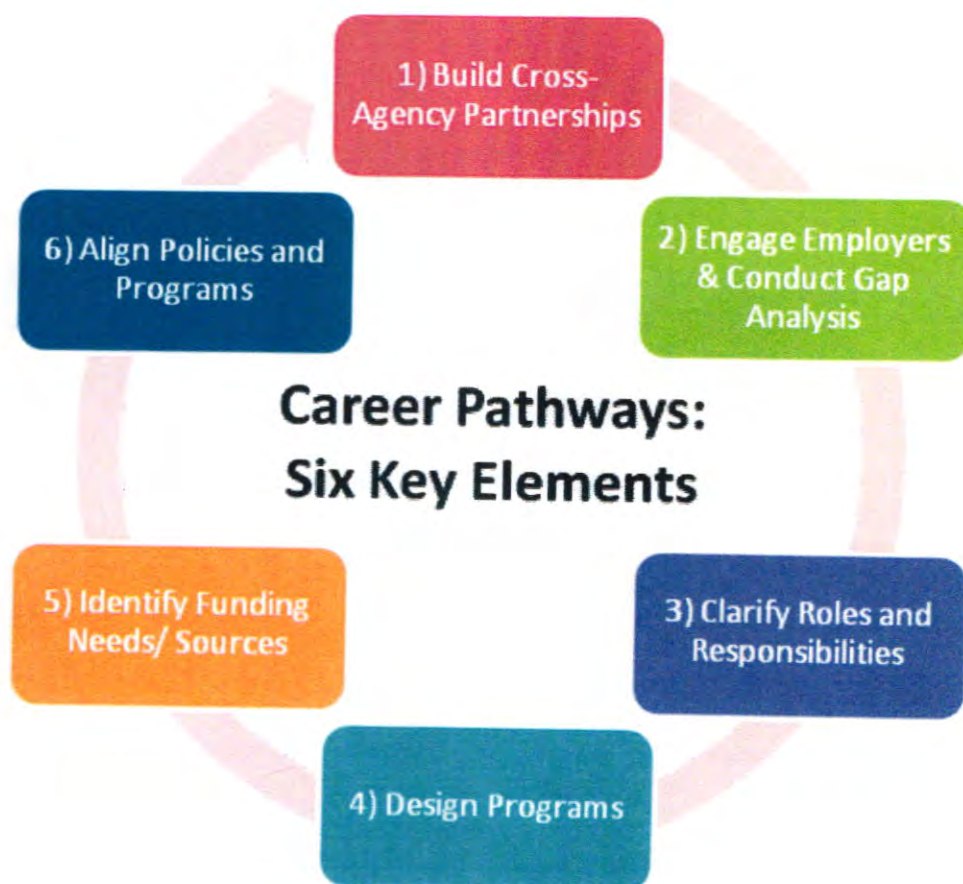 1) Build Cross-
Agency Partnerships
2) Engage Employers
& Conduct Gap
Analysis
3) Clarify Roles and
Responsibilities
4) Design Programs
5) Identify Funding
Needs/ Sources
6) Align Policies and
Programs
Career Pathways:
Six Key Elements